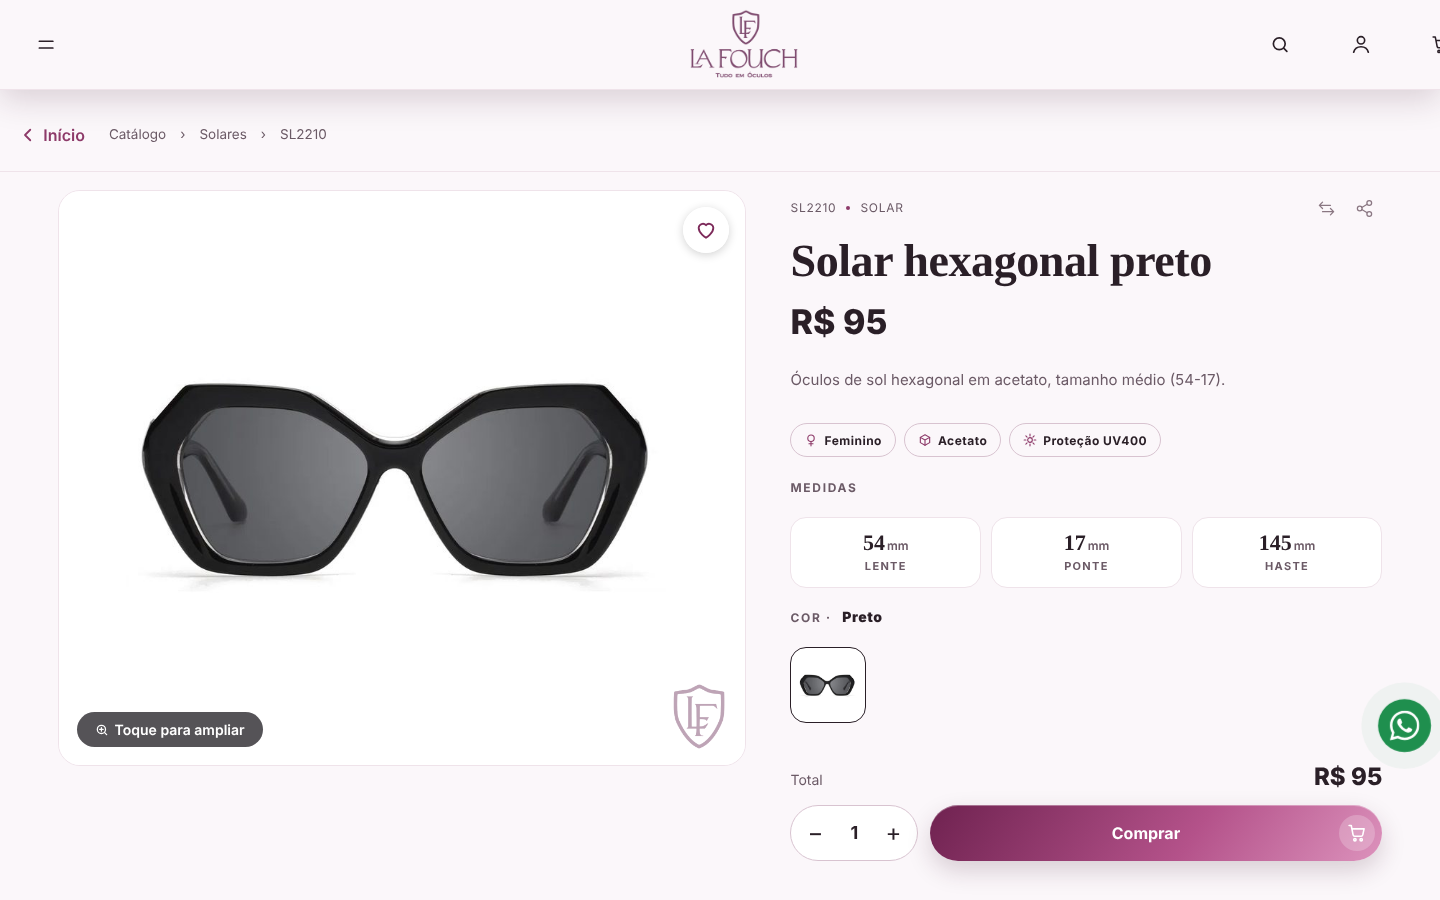 LF
LA FOUCH
Tudo em Óculos
Início Catálogo › Solares › SL2210
SL2210 • SOLAR
Solar hexagonal preto
R$ 95
Óculos de sol hexagonal em acetato, tamanho médio (54-17).
Feminino Acetato Proteção UV400
MEDIDAS
54 mm
LENTE
17 mm
PONTE
145 mm
HASTE
COR · Preto
LF
Toque para ampliar
Total R$ 95
− 1 + Comprar